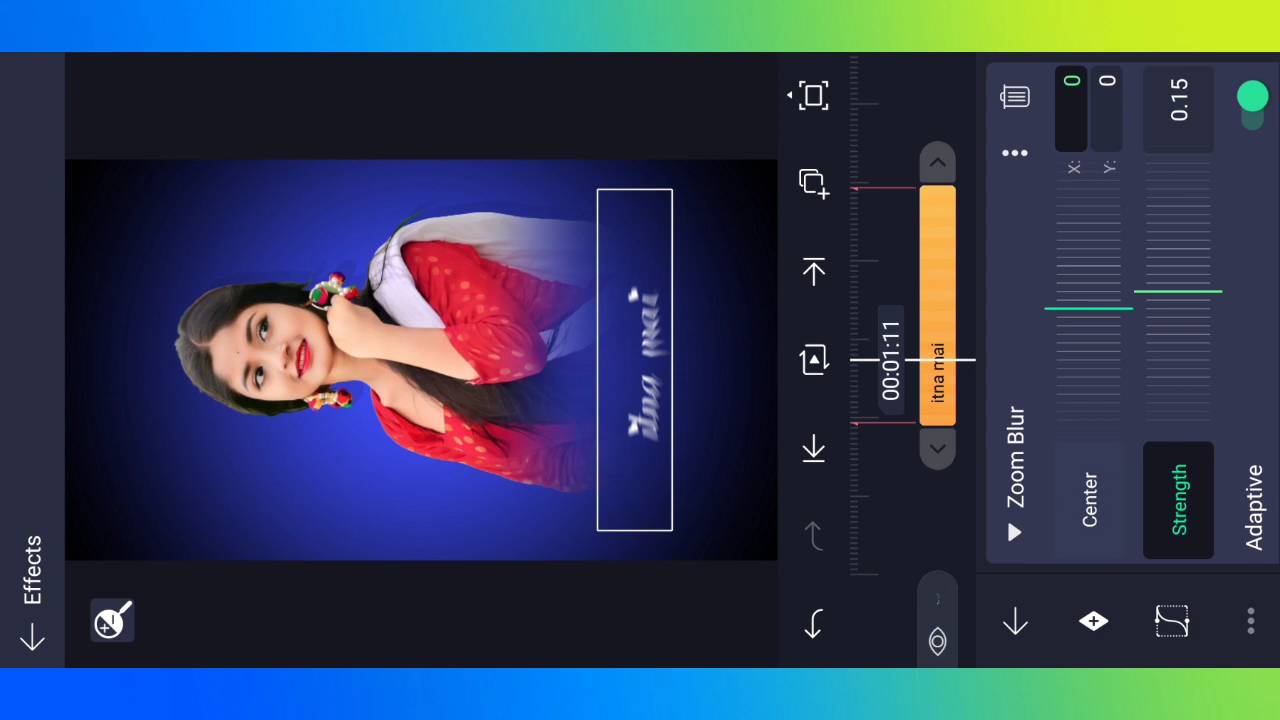 Effects
itna mai
00:01:11
itna mai
Zoom Blur
Center
X: 0
Y: 0
Strength
0.15
Adaptive